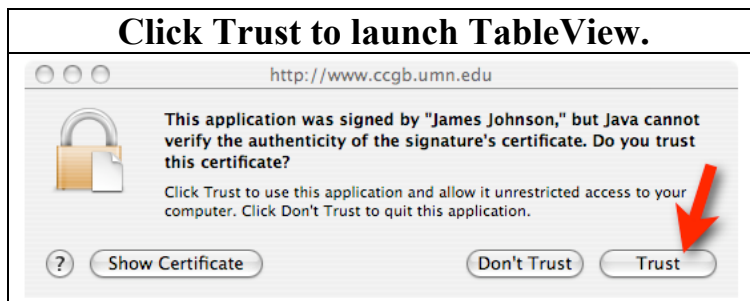 Click Trust to launch TableView.
http://www.ccgb.umn.edu
This application was signed by "James Johnson," but Java cannot
verify the authenticity of the signature's certificate. Do you trust
this certificate?
Click Trust to use this application and allow it unrestricted access to your
computer. Click Don't Trust to quit this application.
? Show Certificate Don't Trust Trust